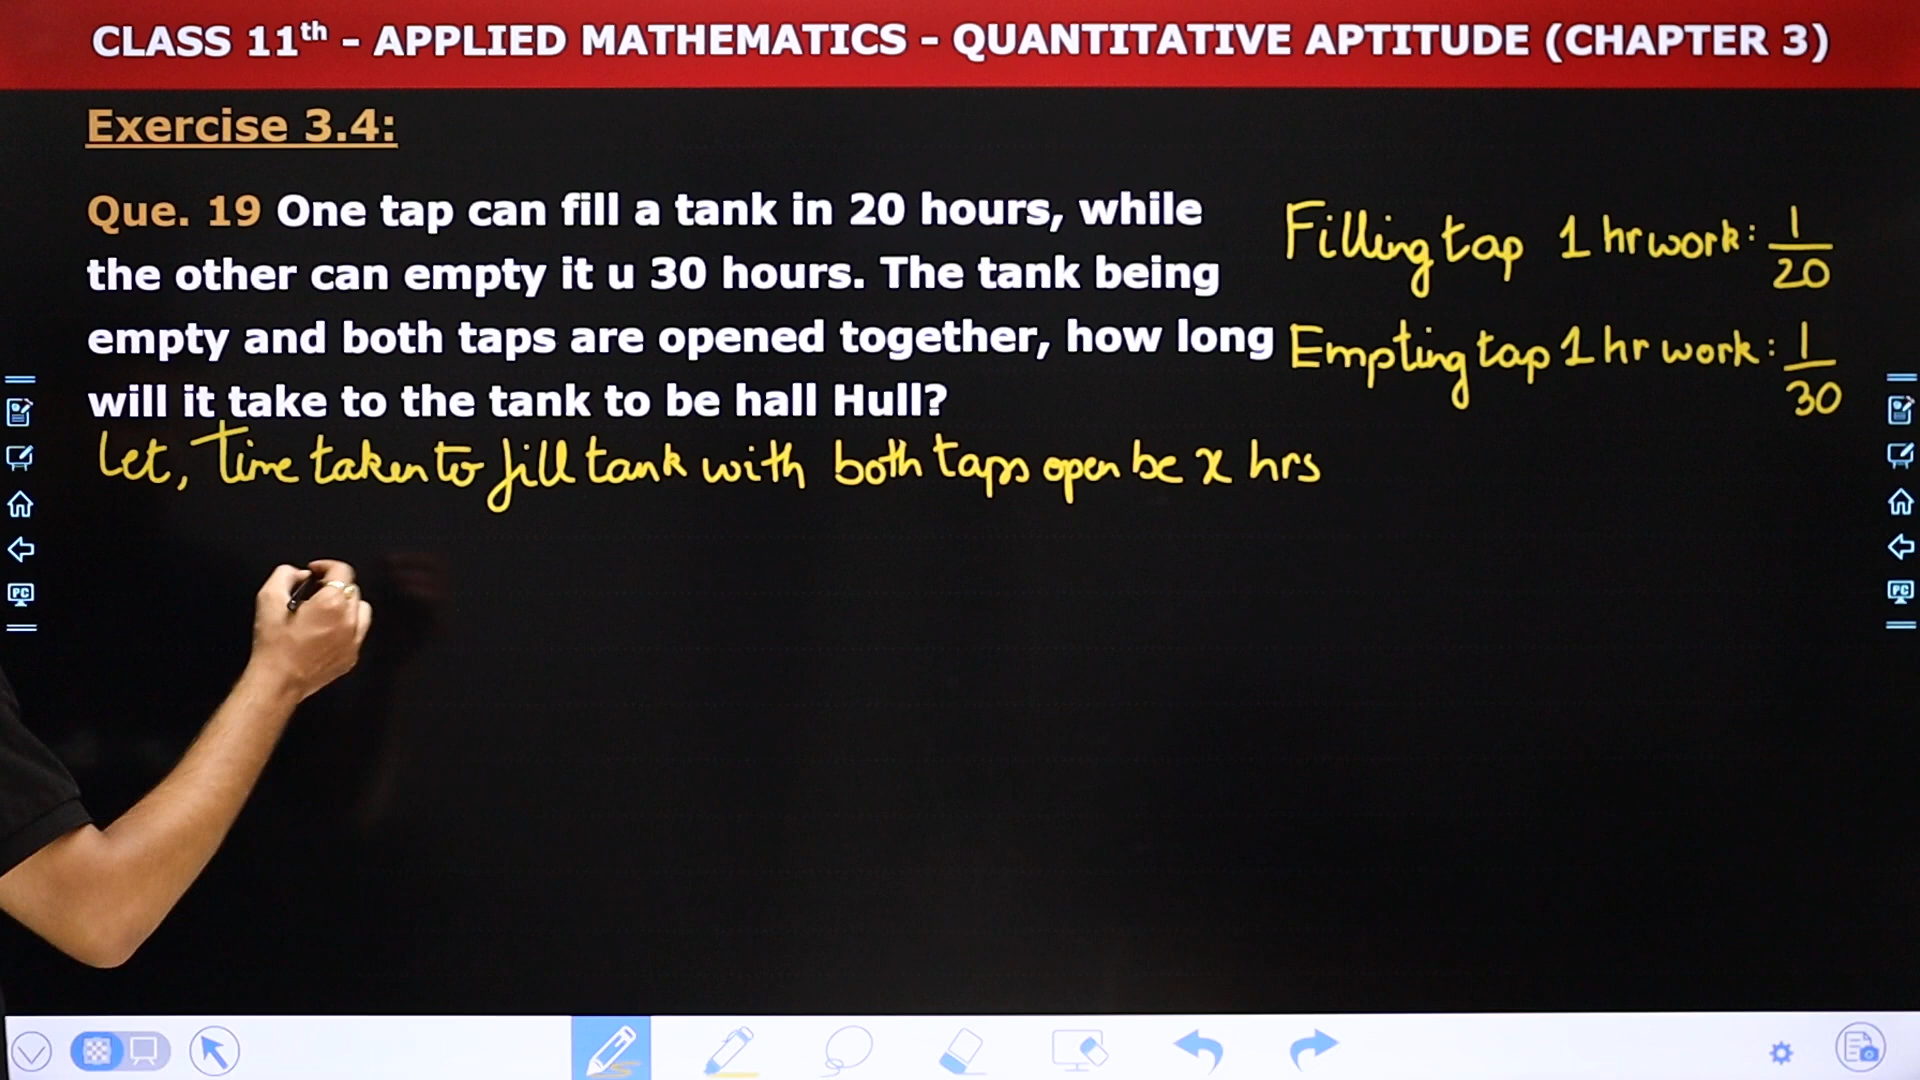 CLASS 11th - APPLIED MATHEMATICS - QUANTITATIVE APTITUDE (CHAPTER 3)
Exercise 3.4:
Que. 19 One tap can fill a tank in 20 hours, while
the other can empty it u 30 hours. The tank being
empty and both taps are opened together, how long
will it take to the tank to be hall Hull?
Filling tap 1 hr work: 1/20
Empting tap 1 hr work: 1/30
Let, Time taken to fill tank with both taps open be x hrs
PC
PC